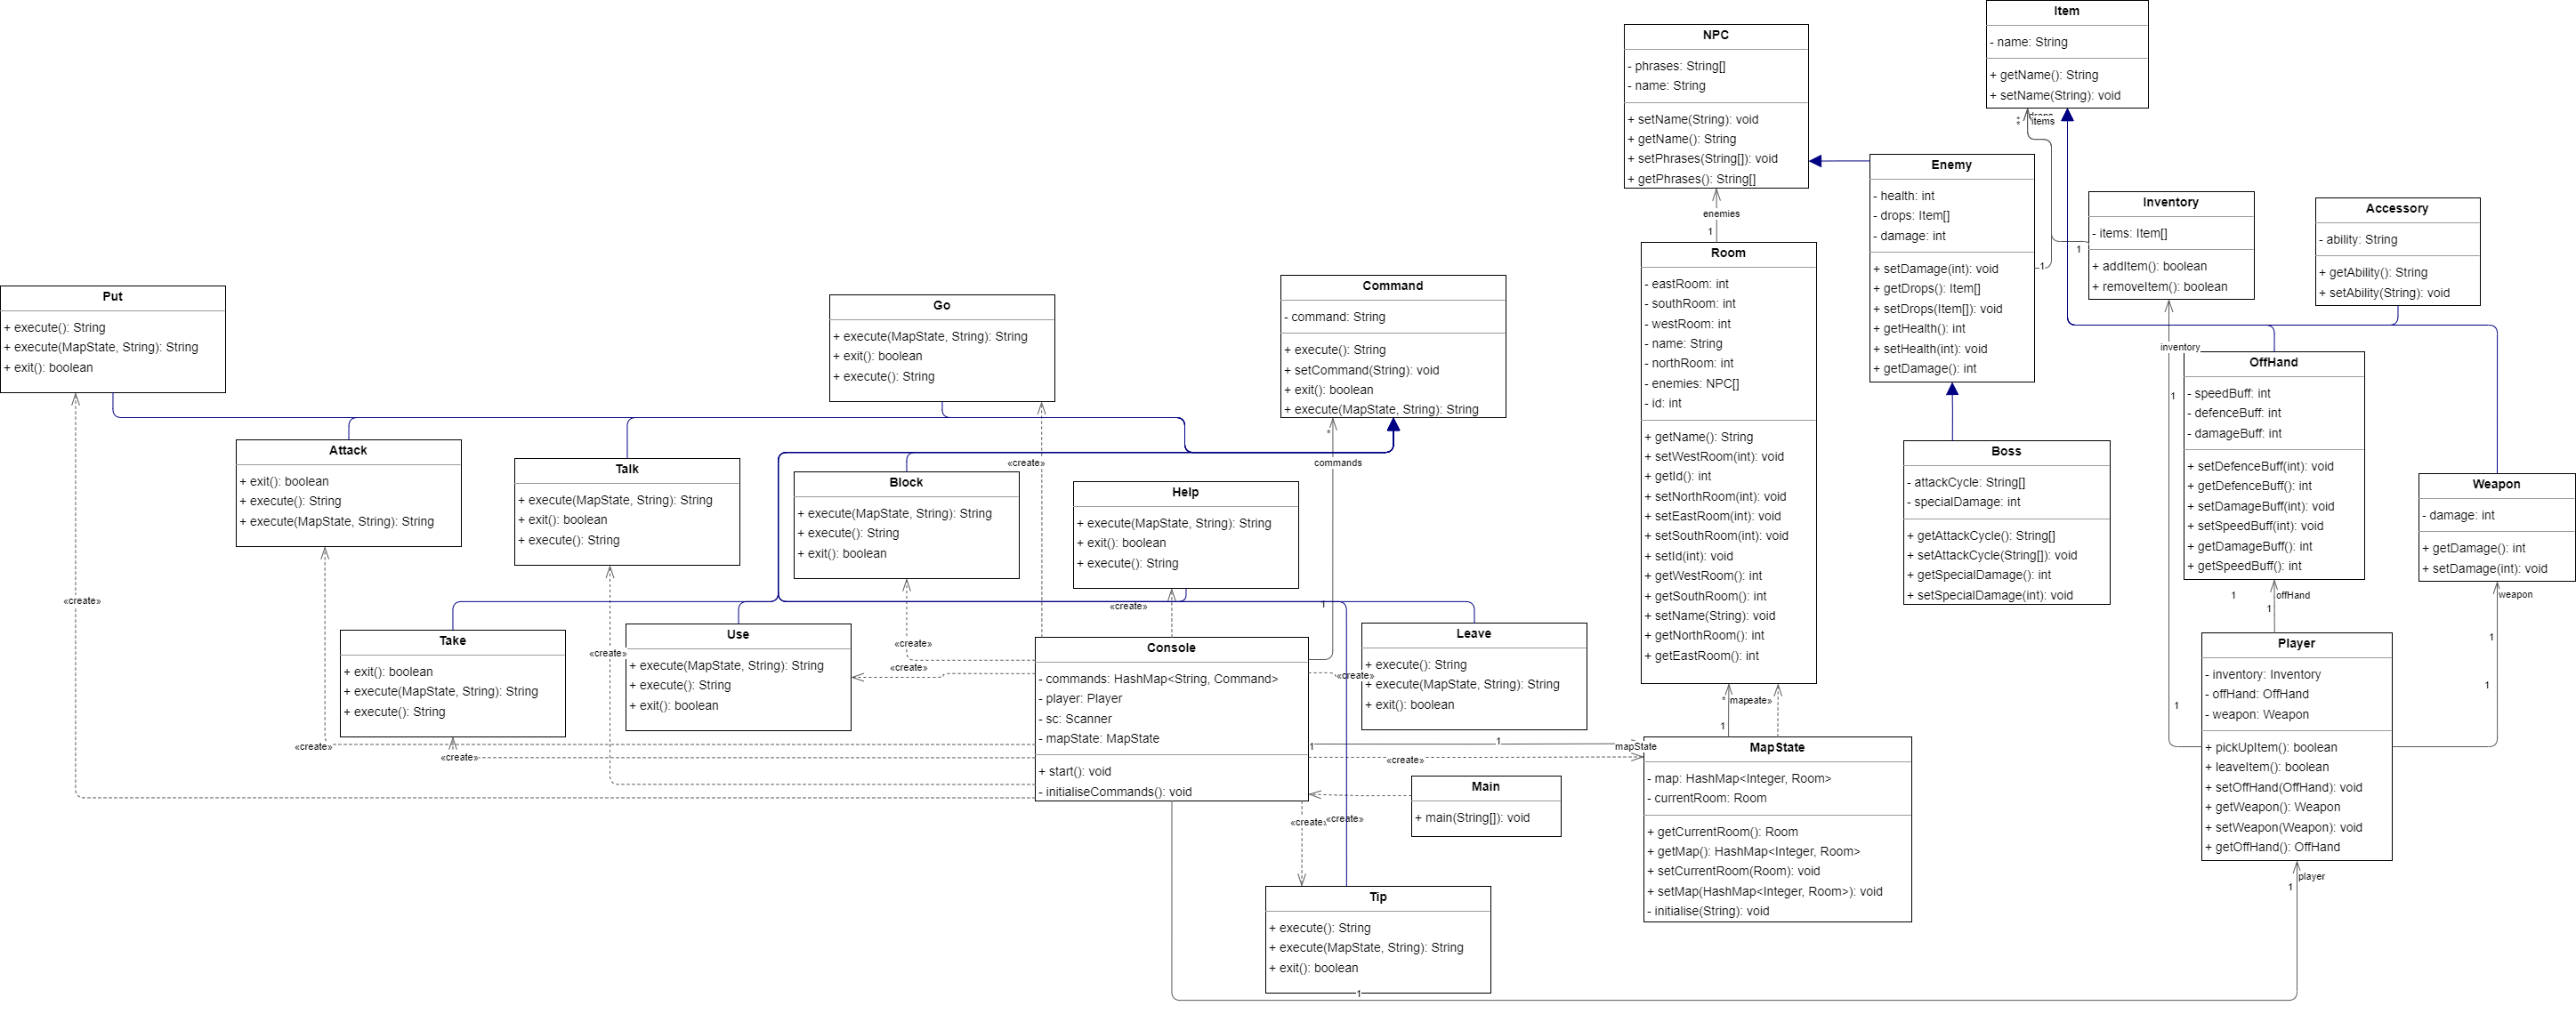 Item
- name: String
+ getName(): String
+ setName(String): void
*
*
items
NPC
- phrases: String[]
- name: String
+ setName(String): void
+ getName(): String
+ setPhrases(String[]): void
+ getPhrases(): String[]
enemies
1
Enemy
- health: int
- drops: Item[]
- damage: int
+ setDamage(int): void
+ getDrops(): Item[]
+ setDrops(Item[]): void
+ getHealth(): int
+ setHealth(int): void
+ getDamage(): int
1
1
Inventory
- items: Item[]
+ addItem(): boolean
+ removeItem(): boolean
Accessory
- ability: String
+ getAbility(): String
+ setAbility(String): void
Room
- eastRoom: int
- southRoom: int
- westRoom: int
- name: String
- northRoom: int
- enemies: NPC[]
- id: int
+ getName(): String
+ setWestRoom(int): void
+ getId(): int
+ setNorthRoom(int): void
+ setEastRoom(int): void
+ setSouthRoom(int): void
+ setId(int): void
+ getWestRoom(): int
+ getSouthRoom(): int
+ setName(String): void
+ getNorthRoom(): int
+ getEastRoom(): int
Put
+ execute(): String
+ execute(MapState, String): String
+ exit(): boolean
Go
+ execute(MapState, String): String
+ exit(): boolean
+ execute(): String
Command
- command: String
+ execute(): String
+ setCommand(String): void
+ exit(): boolean
+ execute(MapState, String): String
*
commands
1
inventory
1
1
OffHand
- speedBuff: int
- defenceBuff: int
- damageBuff: int
+ setDefenceBuff(int): void
+ getDefenceBuff(): int
+ setDamageBuff(int): void
+ setSpeedBuff(int): void
+ getDamageBuff(): int
+ getSpeedBuff(): int
1
offHand
1
Weapon
- damage: int
+ getDamage(): int
+ setDamage(int): void
weapon
1
1
Boss
- attackCycle: String[]
- specialDamage: int
+ getAttackCycle(): String[]
+ setAttackCycle(String[]): void
+ getSpecialDamage(): int
+ setSpecialDamage(int): void
Attack
+ exit(): boolean
+ execute(): String
+ execute(MapState, String): String
Talk
+ execute(MapState, String): String
+ exit(): boolean
+ execute(): String
Block
+ execute(MapState, String): String
+ execute(): String
+ exit(): boolean
Help
+ execute(MapState, String): String
+ exit(): boolean
+ execute(): String
«create»
«create»
«create»
«create»
«create»
«create»
«create»
«create»
«create»
Take
+ exit(): boolean
+ execute(MapState, String): String
+ execute(): String
Use
+ execute(MapState, String): String
+ execute(): String
+ exit(): boolean
Console
- commands: HashMap<String, Command>
- player: Player
- sc: Scanner
- mapState: MapState
+ start(): void
- initialiseCommands(): void
Leave
+ execute(): String
+ execute(MapState, String): String
+ exit(): boolean
Player
- inventory: Inventory
- offHand: OffHand
- weapon: Weapon
+ pickUpItem(): boolean
+ leaveItem(): boolean
+ setOffHand(OffHand): void
+ getWeapon(): Weapon
+ setWeapon(Weapon): void
+ getOffHand(): OffHand
player
1
*
1
1
1
mapState
«create»
MapState
- map: HashMap<Integer, Room>
- currentRoom: Room
+ getCurrentRoom(): Room
+ getMap(): HashMap<Integer, Room>
+ setCurrentRoom(Room): void
+ setMap(HashMap<Integer, Room>): void
- initialise(String): void
Main
+ main(String[]): void
«create»
«create»
Tip
+ execute(): String
+ execute(MapState, String): String
+ exit(): boolean
1